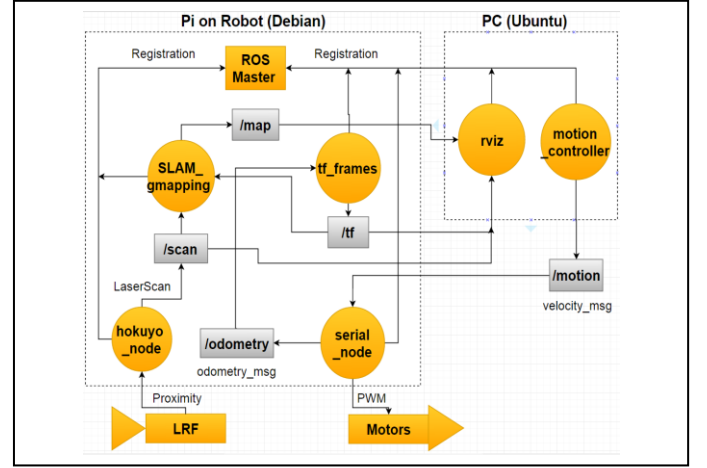 Pi on Robot (Debian)
PC (Ubuntu)
Registration
ROS
Master
Registration
/map
SLAM_
gmapping
tf_frames
rviz
motion
_controller
/scan
/tf
/motion
velocity_msg
LaserScan
hokuyo
_node
/odometry
odometry_msg
serial
_node
Proximity
PWM
LRF
Motors